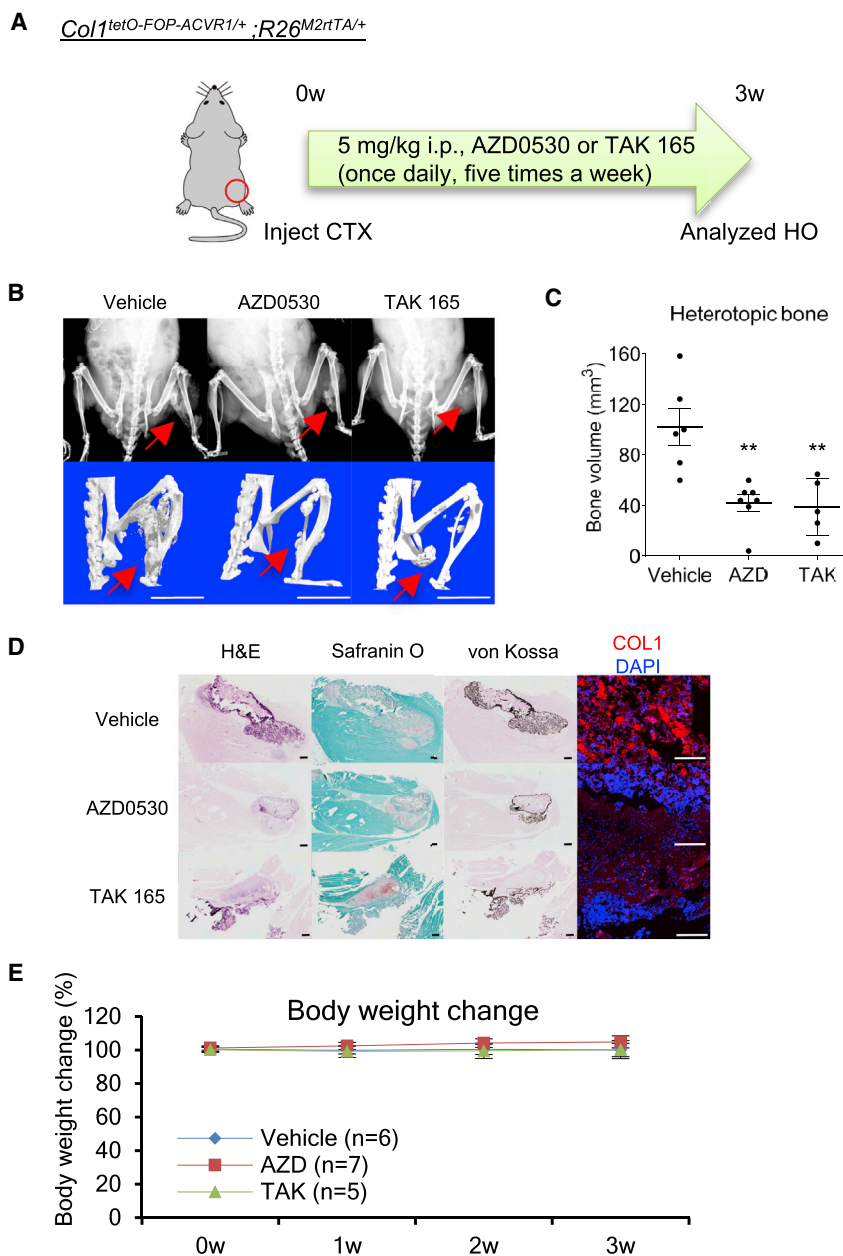 A
Col1tetO-FOP-ACVR1/+ ;R26M2rtTA/+
0w
3w
5 mg/kg i.p., AZD0530 or TAK 165
(once daily, five times a week)
Inject CTX
Analyzed HO
B
Vehicle
AZD0530
TAK 165
C
Heterotopic bone
Bone volume (mm3)
160
120
80
40
0
**
**
Vehicle
AZD
TAK
D
H&E
Safranin O
von Kossa
COL1
DAPI
Vehicle
AZD0530
TAK 165
E
Body weight change
Body weight change (%)
120
100
80
60
40
20
0
Vehicle (n=6)
AZD (n=7)
TAK (n=5)
0w
1w
2w
3w